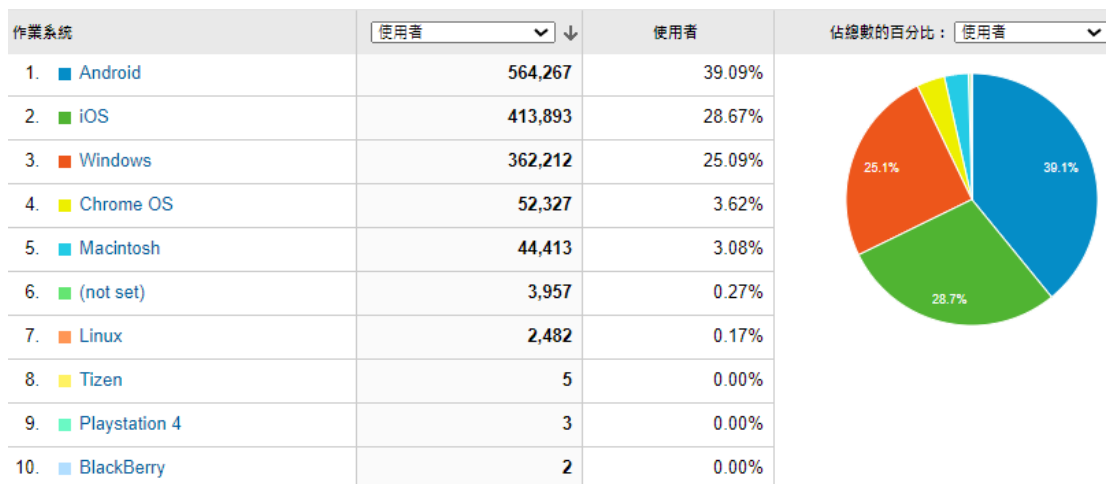 作業系統 使用者 使用者 佔總數的百分比： 使用者
1. Android 564,267 39.09%
2. iOS 413,893 28.67%
3. Windows 362,212 25.09%
4. Chrome OS 52,327 3.62%
5. Macintosh 44,413 3.08%
6. (not set) 3,957 0.27%
7. Linux 2,482 0.17%
8. Tizen 5 0.00%
9. Playstation 4 3 0.00%
10. BlackBerry 2 0.00%
25.1%
39.1%
28.7%